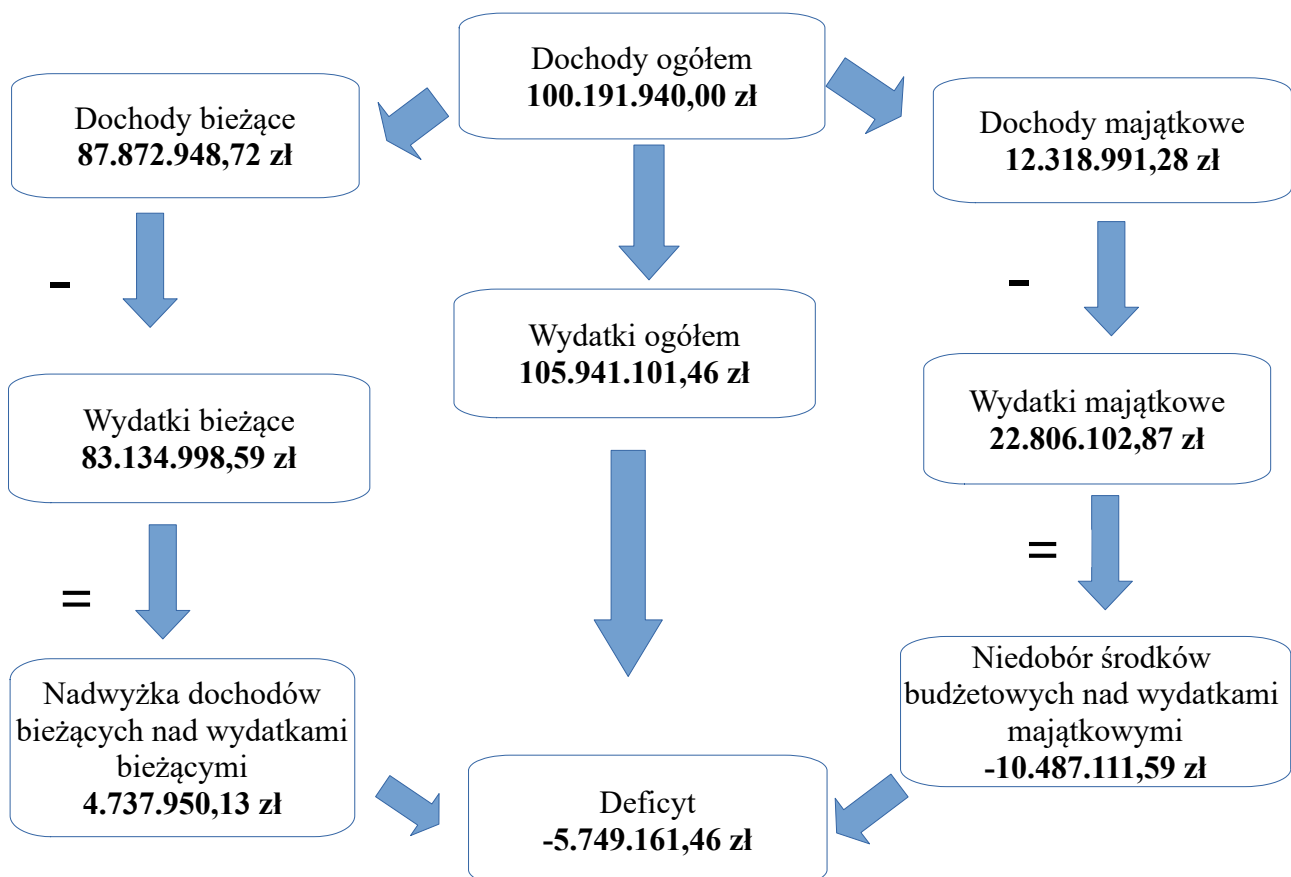 Dochody ogółem
100.191.940,00 zł
Dochody bieżące
87.872.948,72 zł
Dochody majątkowe
12.318.991,28 zł
-
-
Wydatki ogółem
105.941.101,46 zł
Wydatki bieżące
83.134.998,59 zł
Wydatki majątkowe
22.806.102,87 zł
=
=
Nadwyżka dochodów
bieżących nad wydatkami
bieżącymi
4.737.950,13 zł
Niedobór środków
budżetowych nad wydatkami
majątkowymi
-10.487.111,59 zł
Deficyt
-5.749.161,46 zł